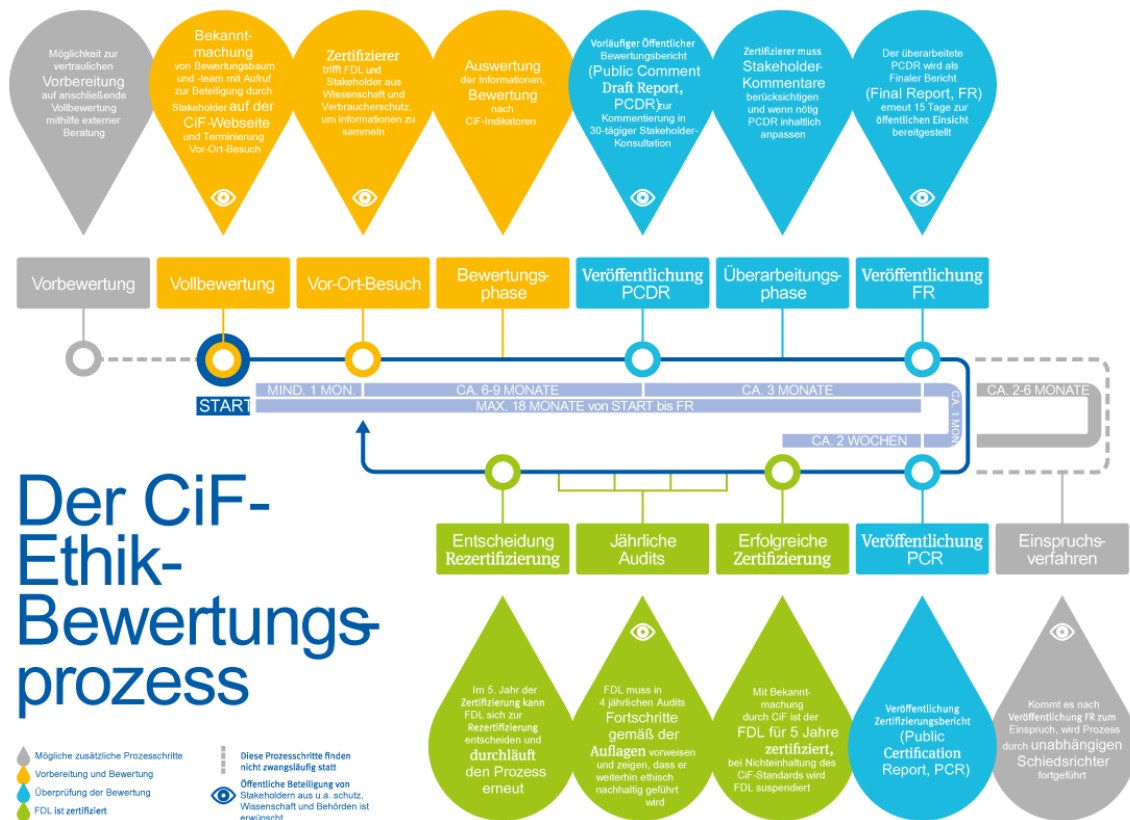 Möglichkeit zur
vertraulichen
Vorbereitung
auf anschließende
Vollbewertung
mithilfe externer
Beratung
Bekannt-
machung
von Bewertungsbaum
und -team mit Aufruf
zur Beteiligung durch
Stakeholder auf der
CiF-Webseite
und Terminierung
Vor-Ort-Besuch
Zertifizierer
trifft FDL und
Stakeholder aus
Wissenschaft und
Verbraucherschutz,
um Informationen zu
sammeln
Auswertung
der Informationen,
Bewertung
nach
CiF-Indikatoren
Vorläufiger Öffentlicher
Bewertungsbericht
(Public Comment
Draft Report,
PCDR)zur
Kommentierung in
30-tägiger Stakeholder-
Konsultation
Zertifizierer muss
Stakeholder-
Kommentare
berücksichtigen
und wenn nötig
PCDR inhaltlich
anpassen
Der überarbeitete
PCDR wird als
Finaler Bericht
(Final Report, FR)
erneut 15 Tage zur
öffentlichen Einsicht
bereitgestellt
Vorbewertung
Vollbewertung
Vor-Ort-Besuch
Bewertungs-
phase
Veröffentlichung
PCDR
Überarbeitungs-
phase
Veröffentlichung
FR
START
MIND. 1 MON.
CA. 6-9 MONATE
CA. 3 MONATE
MAX. 18 MONATE von START bis FR
CA. 1 MON.
CA. 2-6 MONATE
CA. 2 WOCHEN
Der CiF-
Ethik-
Bewertungs-
prozess
Entscheidung
Rezertifizierung
Jährliche
Audits
Erfolgreiche
Zertifizierung
Veröffentlichung
PCR
Einspruchs-
verfahren
Im 5. Jahr der
Zertifizierung kann
FDL sich zur
Rezertifizierung
entscheiden und
durchläuft
den Prozess
erneut
FDL muss in
4 jährlichen Audits
Fortschritte
gemäß der
Auflagen vorweisen
und zeigen, dass er
weiterhin ethisch
nachhaltig geführt
wird
Mit Bekannt-
machung
durch CiF ist der
FDL für 5 Jahre
zertifiziert,
bei Nichteinhaltung des
CiF-Standards wird
FDL suspendiert
Veröffentlichung
Zertifizierungsbericht
(Public
Certification
Report, PCR)
Kommt es nach
Veröffentlichung FR zum
Einspruch, wird Prozess
durch unabhängigen
Schiedsrichter
fortgeführt
Mögliche zusätzliche Prozesschritte
Vorbereitung und Bewertung
Überprüfung der Bewertung
FDL ist zertifiziert
Diese Prozesschritte finden
nicht zwangsläufig statt
Öffentliche Beteiligung von
Stakeholdern aus u.a. schutz,
Wissenschaft und Behörden ist
erwünscht